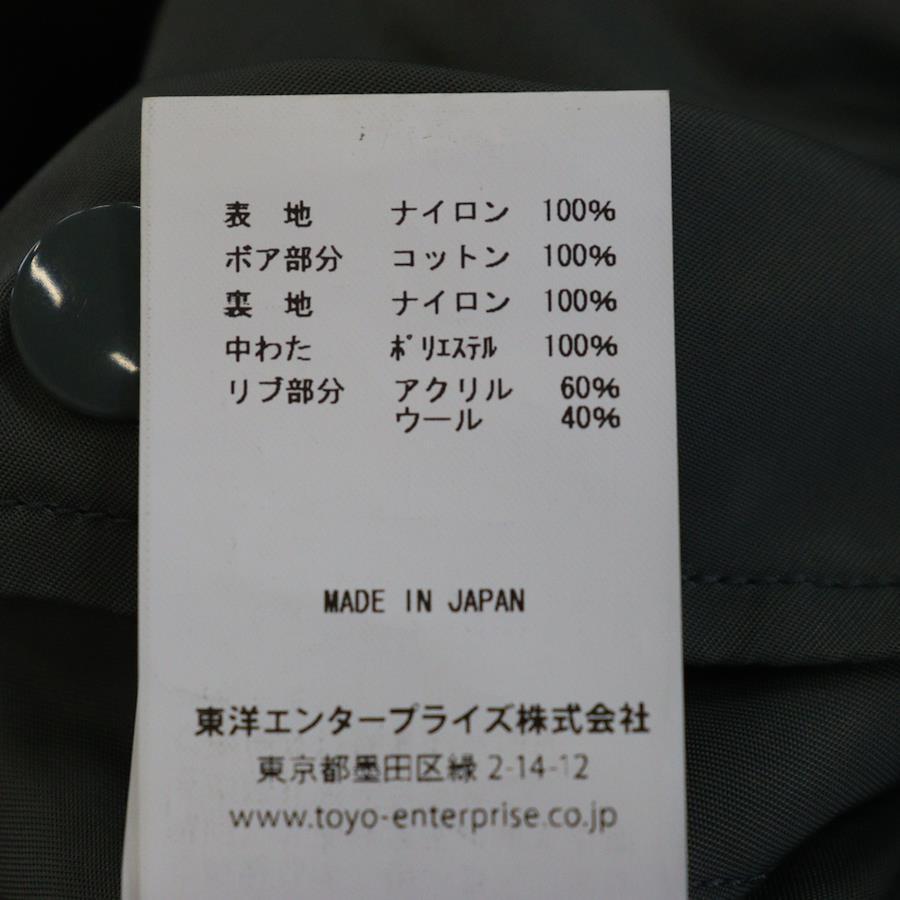 表 地 ナイロン 100%
ボア部分 コットン 100%
裏 地 ナイロン 100%
中わた ポリエステル 100%
リブ部分 アクリル 60%
ウール 40%
MADE IN JAPAN
東洋エンタープライズ株式会社
東京都墨田区緑 2-14-12
www.toyo-enterprise.co.jp